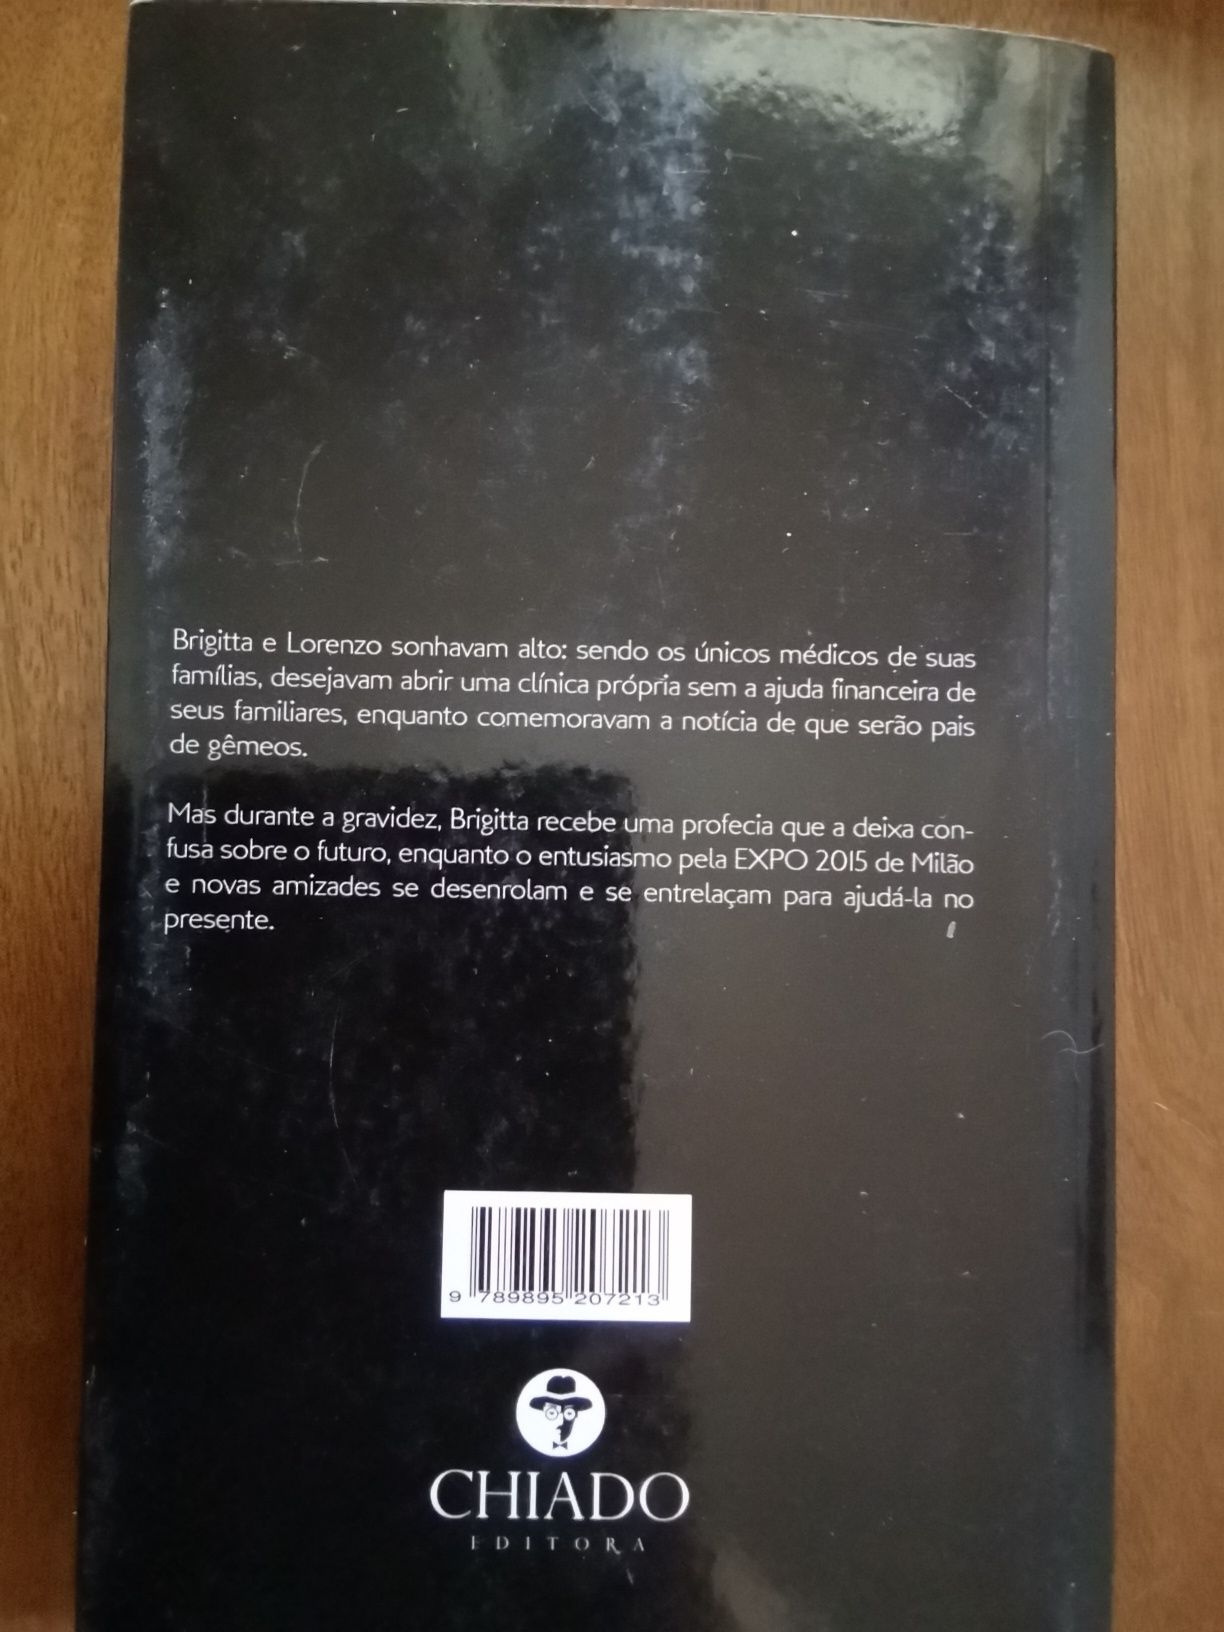 Brigitta e Lorenzo sonhavam alto: sendo os únicos médicos de suas
famílias, desejavam abrir uma clínica própria sem a ajuda financeira de
seus familiares, enquanto comemoravam a notícia de que serão pais
de gêmeos.
Mas durante a gravidez, Brigitta recebe uma profecia que a deixa con-
fusa sobre o futuro, enquanto o entusiasmo pela EXPO 2015 de Milão
e novas amizades se desenrolam e se entrelaçam para ajudá-la no
presente.
9 789895 207213
CHIADO
EDITORA